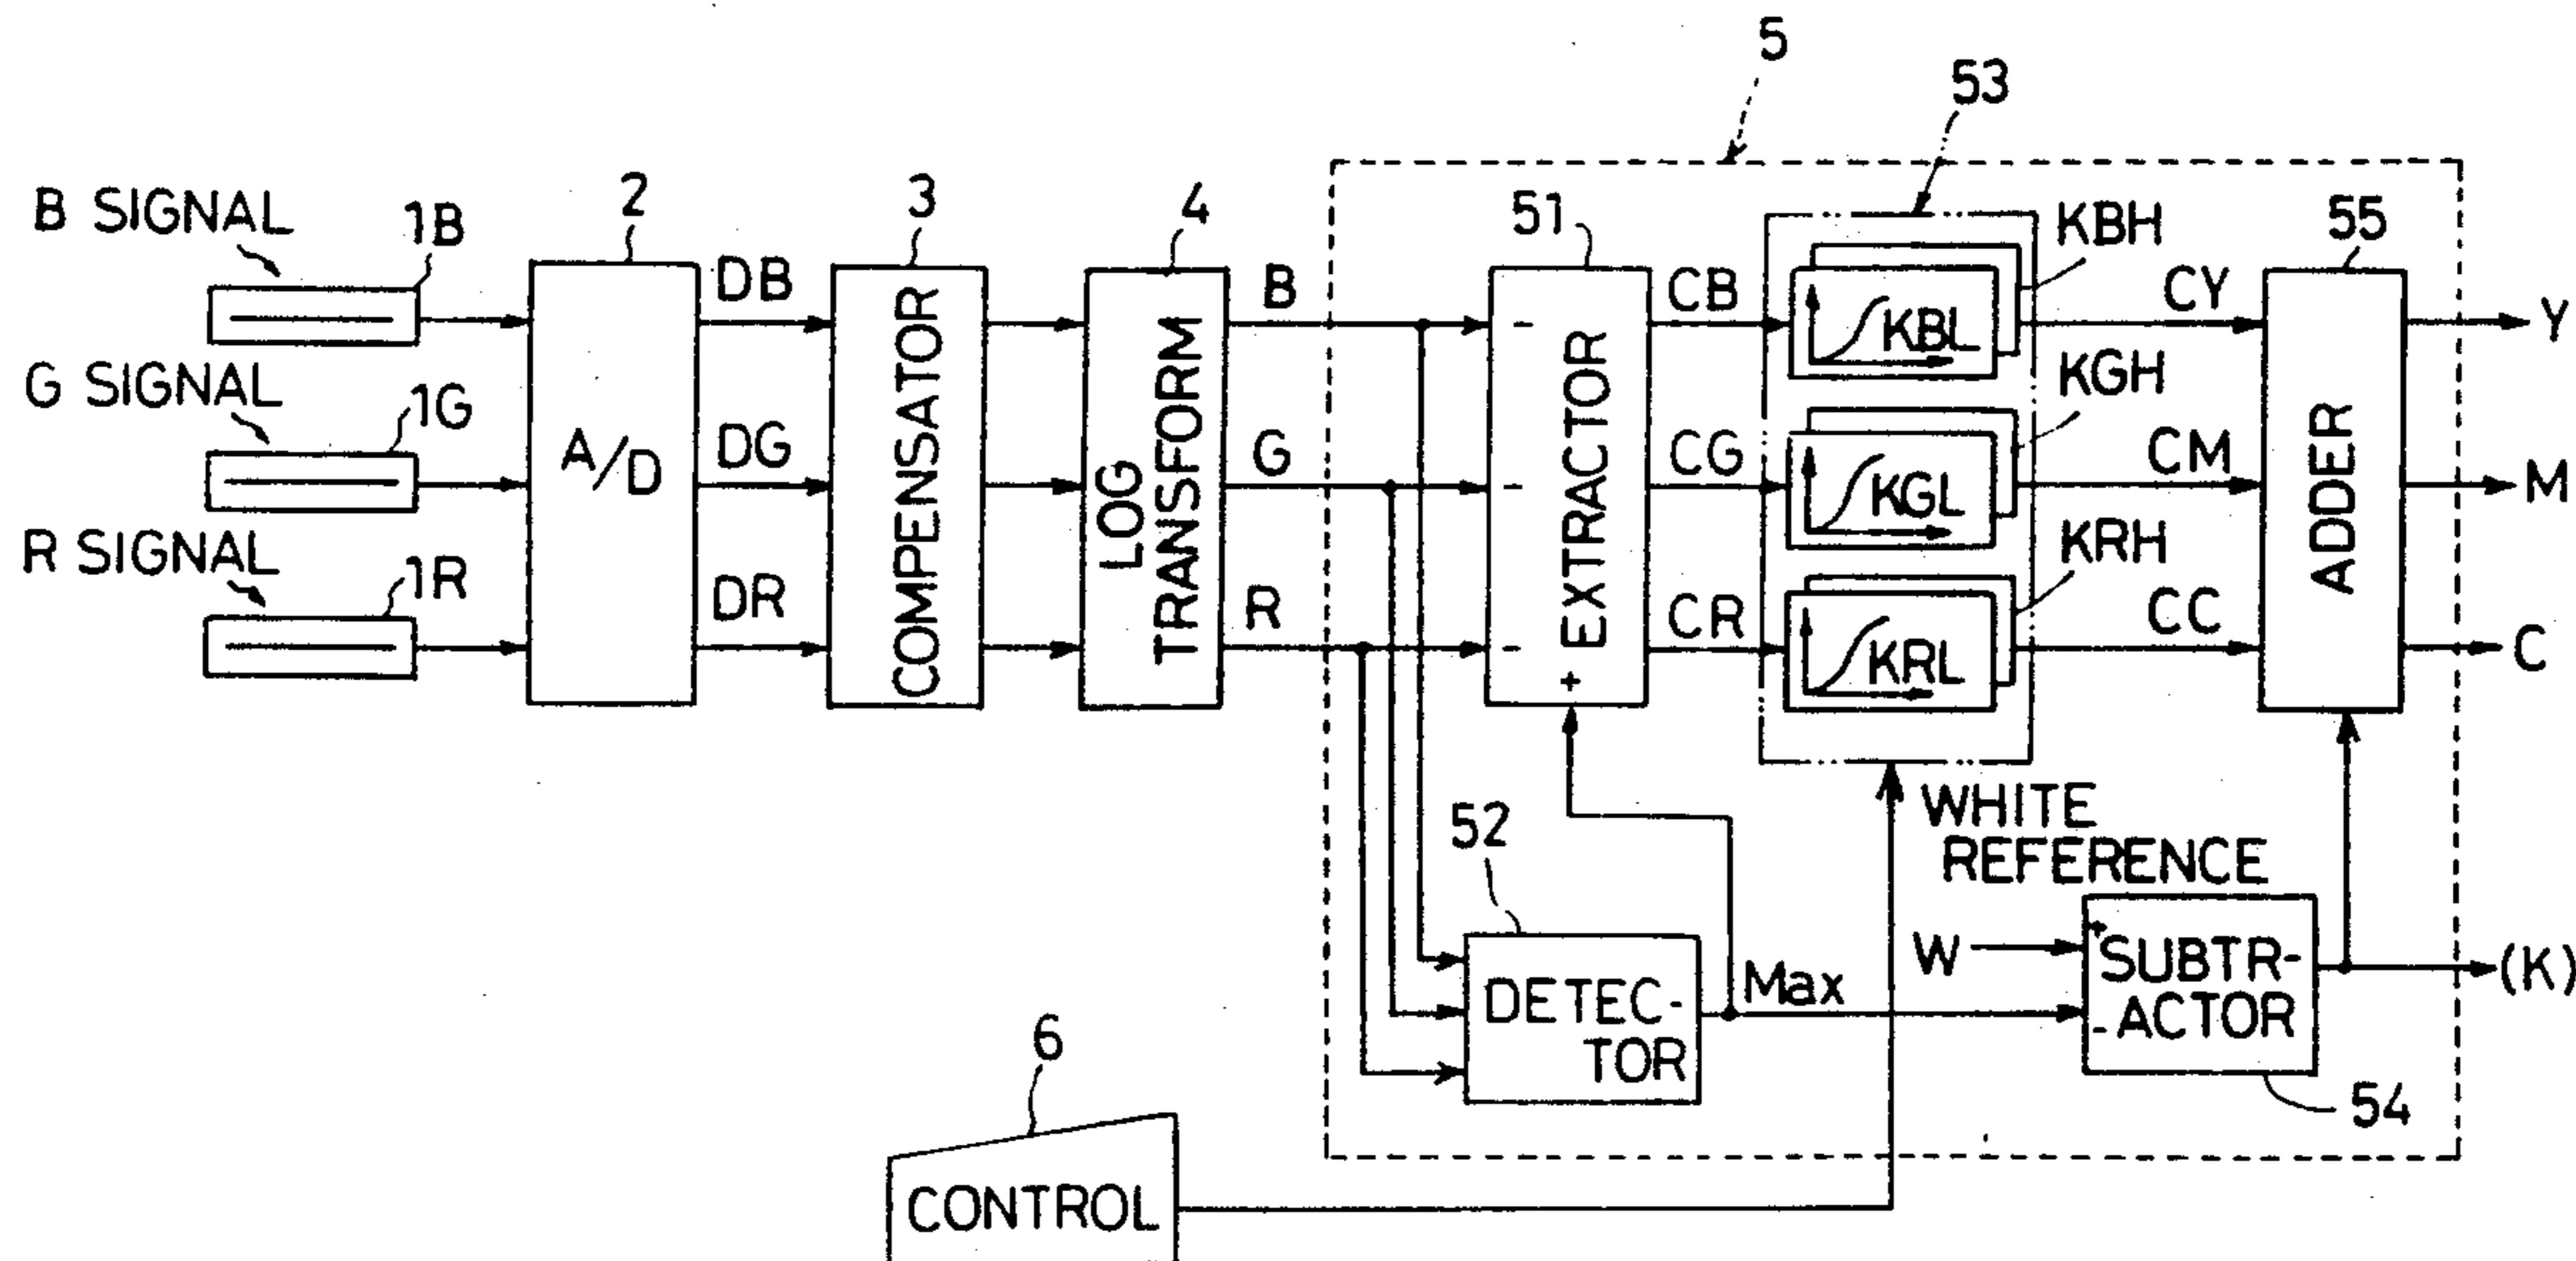 5
53
B SIGNAL
1B
2
3
4
51
KBH
55
DB
B
CB
KBL
CY
Y
G SIGNAL
1G
A/D
DG
COMPENSATOR
LOG
TRANSFORM
G
EXTRACTOR
CG
KGL
KGH
CM
ADDER
M
R SIGNAL
1R
DR
R
CR
KRL
KRH
CC
C
-
-
-
+
52
WHITE
REFERENCE
W
+
SUBTR-
-ACTOR
(K)
DETEC-
TOR
Max
54
6
CONTROL